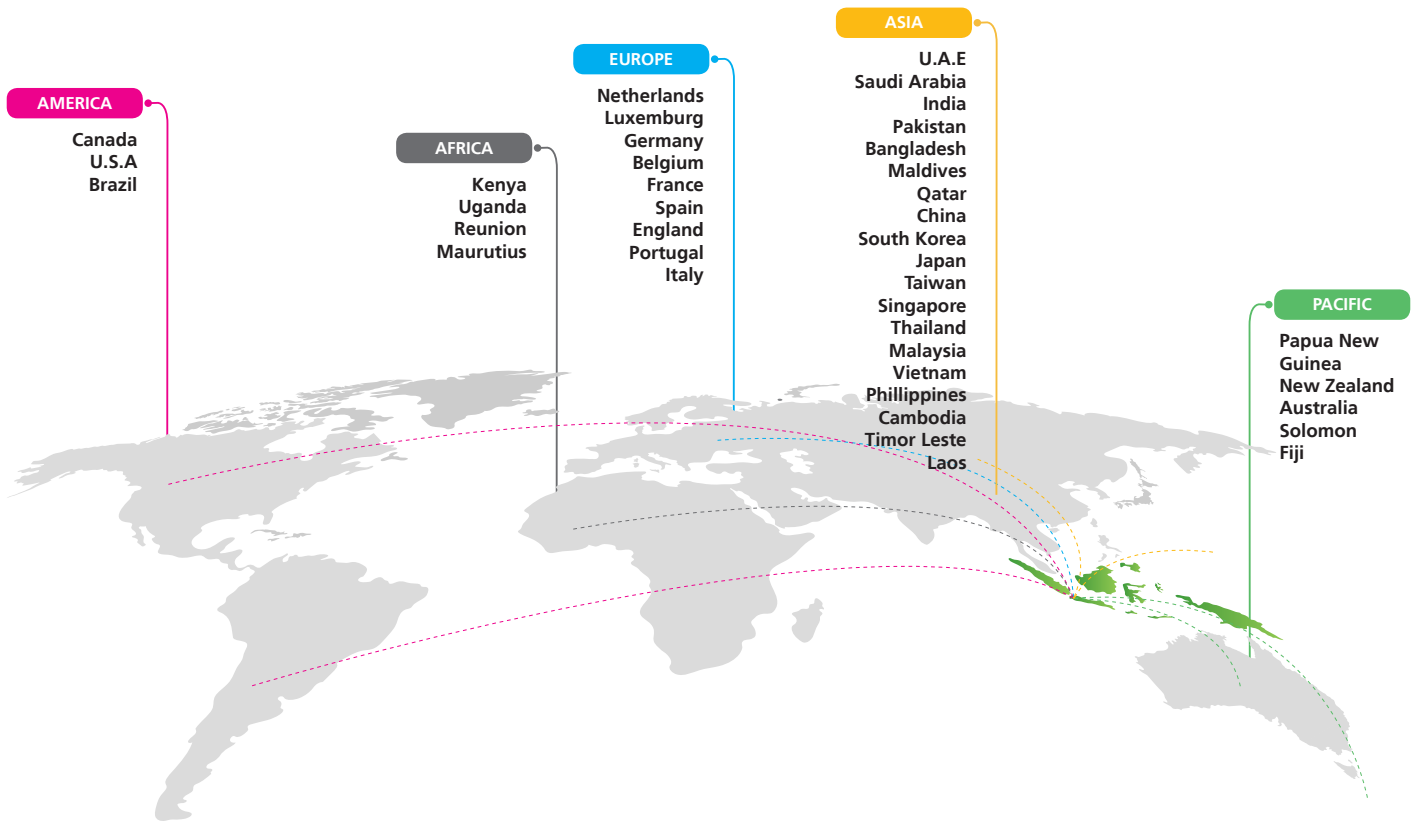 AMERICA
Canada
U.S.A
Brazil
AFRICA
Kenya
Uganda
Reunion
Maurutius
EUROPE
Netherlands
Luxemburg
Germany
Belgium
France
Spain
England
Portugal
Italy
ASIA
U.A.E
Saudi Arabia
India
Pakistan
Bangladesh
Maldives
Qatar
China
South Korea
Japan
Taiwan
Singapore
Thailand
Malaysia
Vietnam
Phillippines
Cambodia
Timor Leste
Laos
PACIFIC
Papua New
Guinea
New Zealand
Australia
Solomon
Fiji